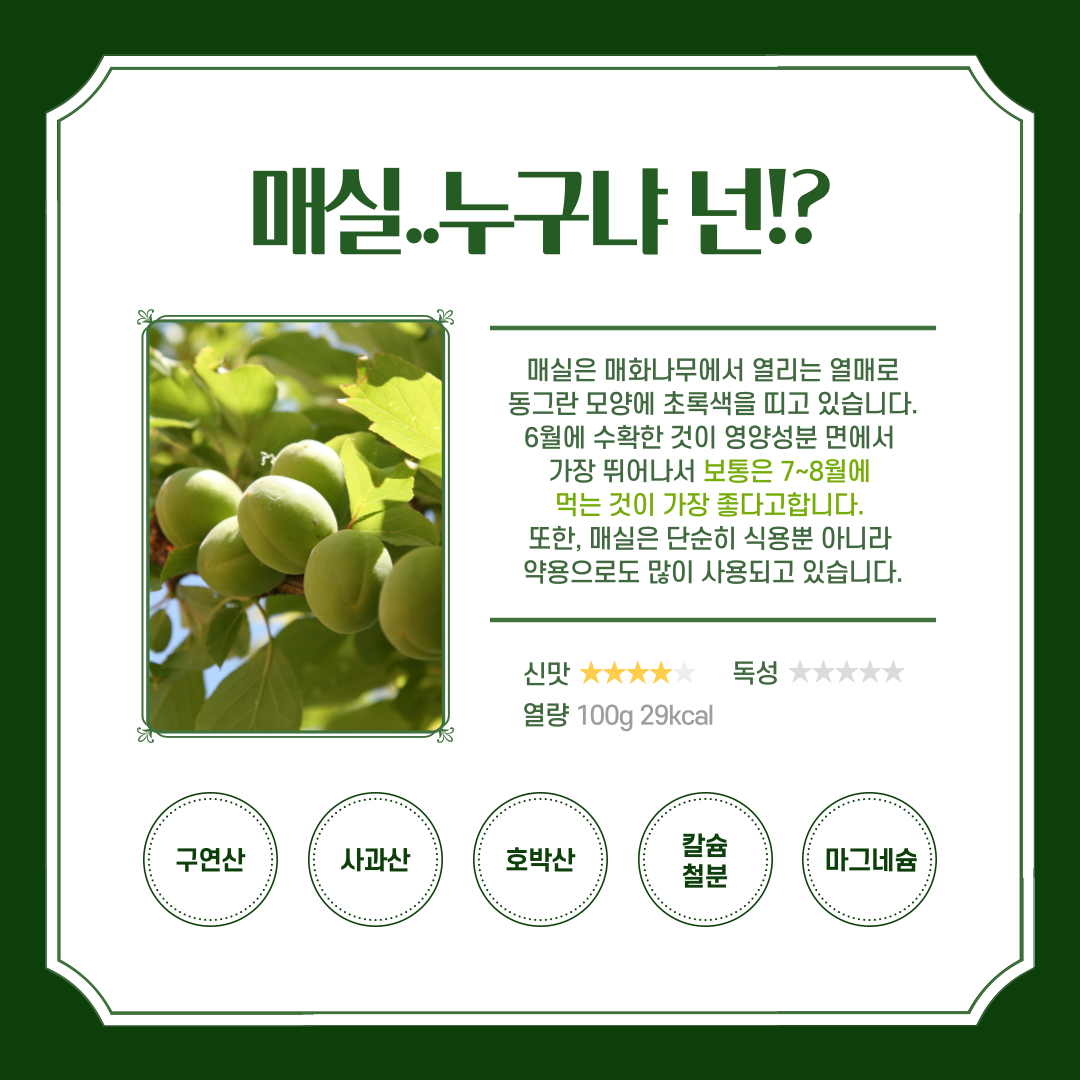 매실..누구냐 넌!?
매실은 매화나무에서 열리는 열매로
동그란 모양에 초록색을 띠고 있습니다.
6월에 수확한 것이 영양성분 면에서
가장 뛰어나서 보통은 7~8월에
먹는 것이 가장 좋다고합니다.
또한, 매실은 단순히 식용뿐 아니라
약용으로도 많이 사용되고 있습니다.
신맛 ★★★★★ 독성 ★★★★★
열량 100g 29kcal
구연산
사과산
호박산
칼슘
철분
마그네슘